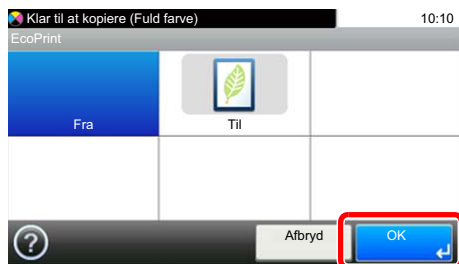 Klar til at kopiere (Fuld farve) 10:10
EcoPrint
Fra Til
? Afbryd OK